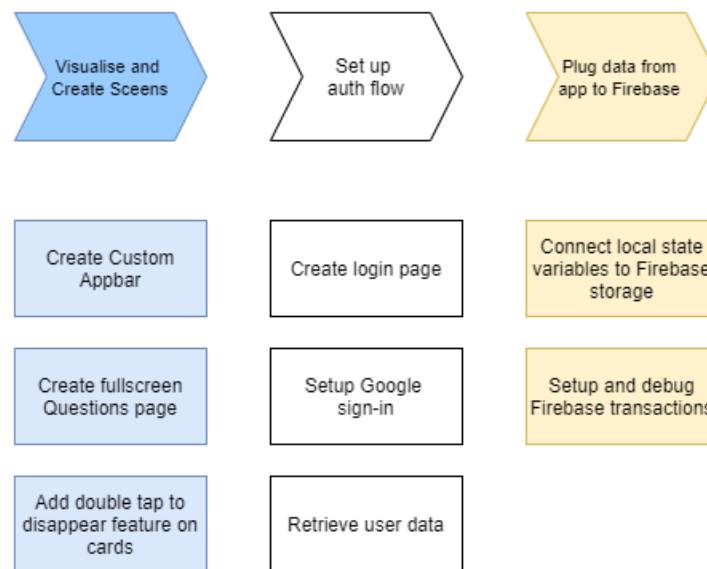 Visualise and
Create Sceens
Set up
auth flow
Plug data from
app to Firebase
Create Custom
Appbar
Create login page
Connect local state
variables to Firebase
storage
Create fullscreen
Questions page
Setup Google
sign-in
Setup and debug
Firebase transactions
Add double tap to
disappear feature on
cards
Retrieve user data